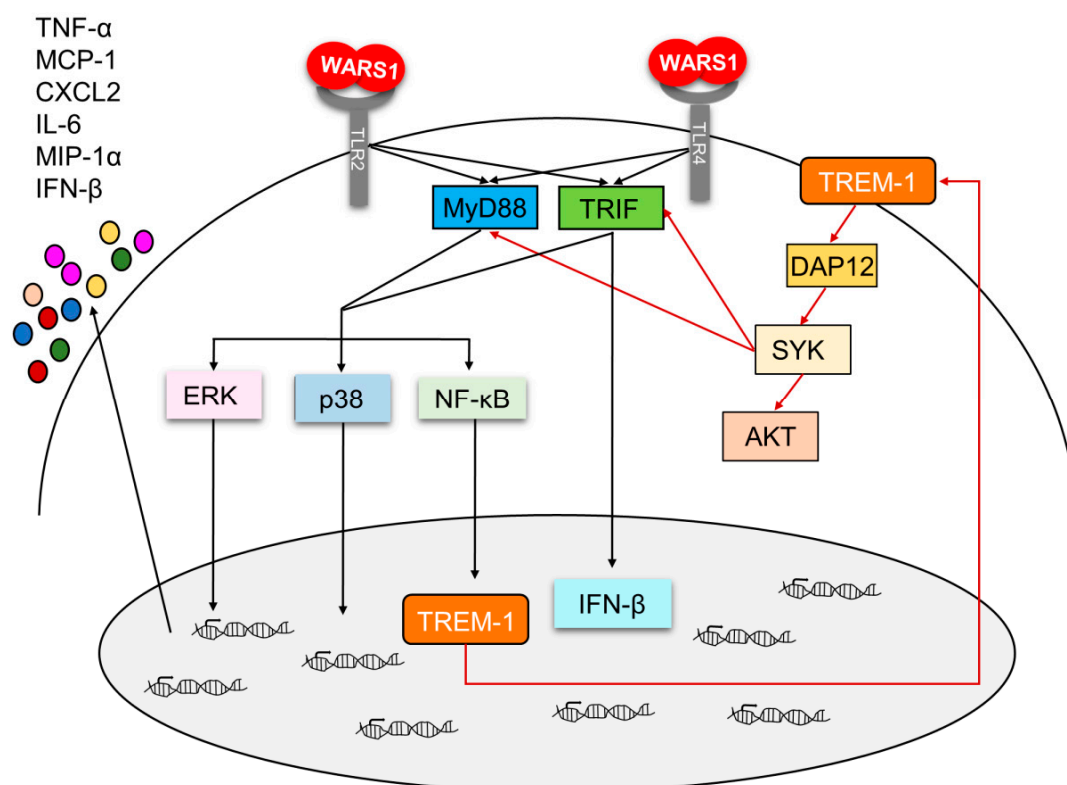 TNF-α
MCP-1
CXCL2
IL-6
MIP-1α
IFN-β
WARS1
WARS1
TLR2
TLR4
MyD88
TRIF
TREM-1
DAP12
SYK
AKT
ERK
p38
NF-κB
TREM-1
IFN-β